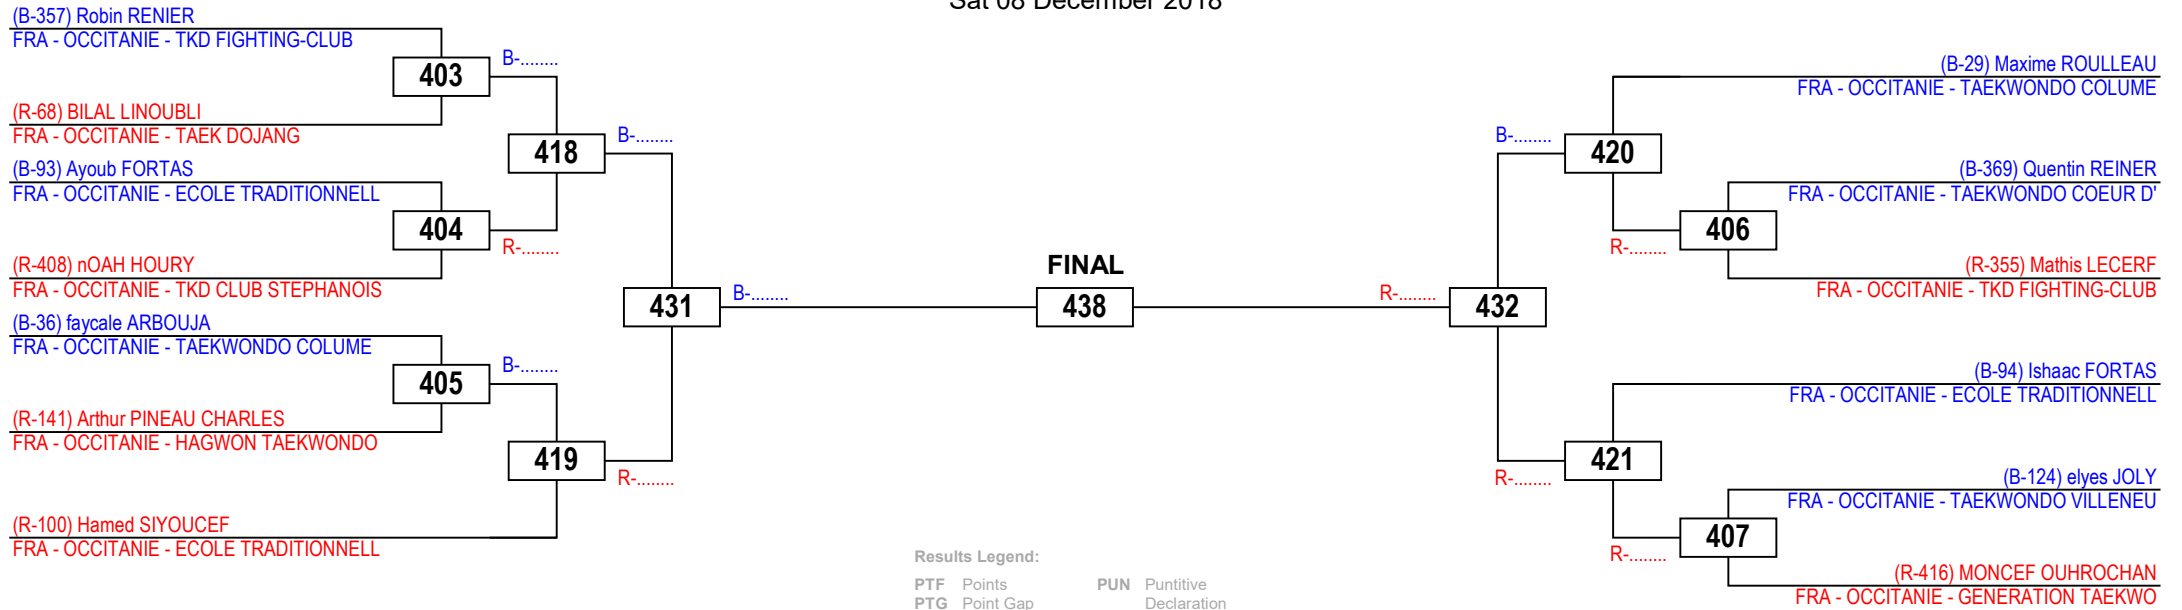 Sat 08 December 2018
(B-357) Robin RENIER
FRA - OCCITANIE - TKD FIGHTING-CLUB
403
B-........
(R-68) BILAL LINOUBLI
FRA - OCCITANIE - TAEK DOJANG
418
B-........
(B-93) Ayoub FORTAS
FRA - OCCITANIE - ECOLE TRADITIONNELL
404
R-........
(R-408) nOAH HOURY
FRA - OCCITANIE - TKD CLUB STEPHANOIS
431
B-........
(B-36) faycale ARBOUJA
FRA - OCCITANIE - TAEKWONDO COLUME
405
B-........
(R-141) Arthur PINEAU CHARLES
FRA - OCCITANIE - HAGWON TAEKWONDO
419
R-........
(R-100) Hamed SIYOUCEF
FRA - OCCITANIE - ECOLE TRADITIONNELL
FINAL
438
(B-29) Maxime ROULLEAU
FRA - OCCITANIE - TAEKWONDO COLUME
B-........
420
(B-369) Quentin REINER
FRA - OCCITANIE - TAEKWONDO COEUR D'
406
R-........
(R-355) Mathis LECERF
FRA - OCCITANIE - TKD FIGHTING-CLUB
R-........
432
(B-94) Ishaac FORTAS
FRA - OCCITANIE - ECOLE TRADITIONNELL
421
R-........
(B-124) elyes JOLY
FRA - OCCITANIE - TAEKWONDO VILLENEU
407
R-........
(R-416) MONCEF OUHROCHAN
FRA - OCCITANIE - GENERATION TAEKWO
Results Legend:
PTF Points PUN Puntitive
PTG Point Gap Declaration